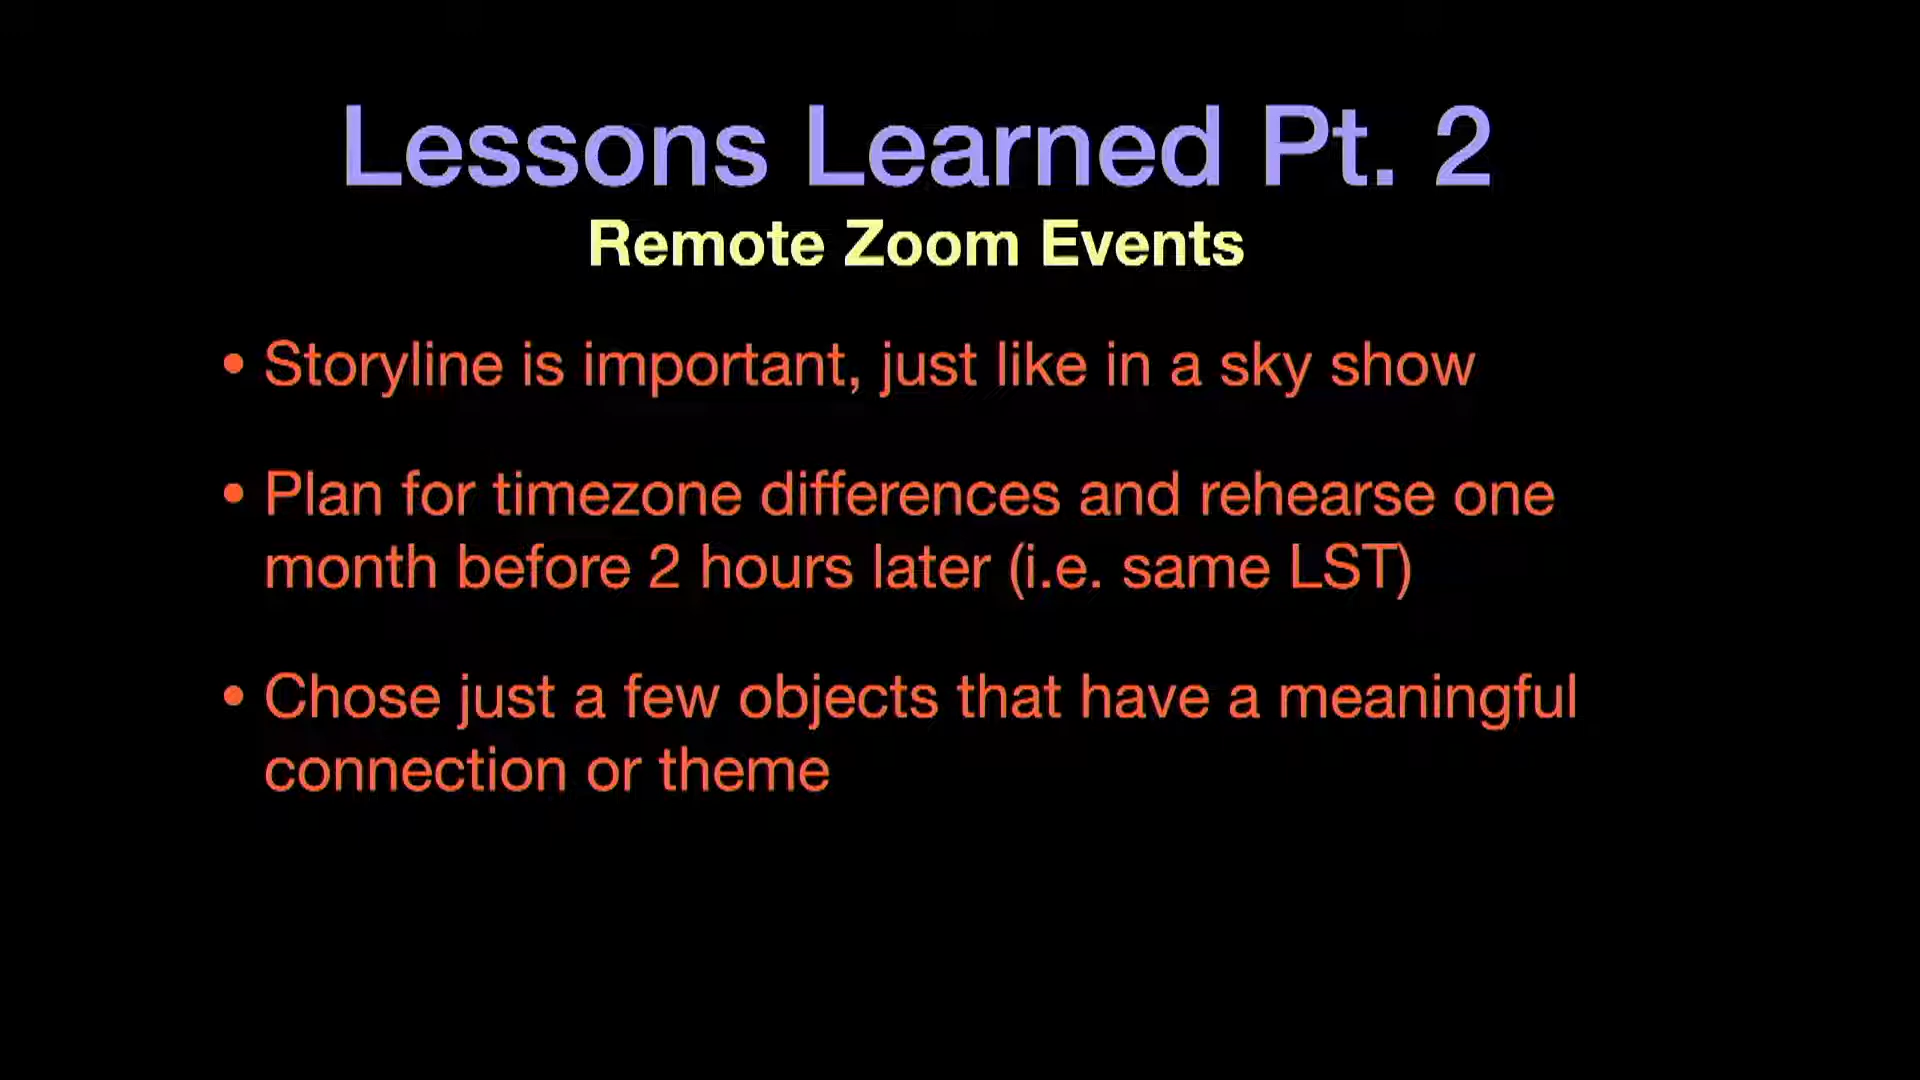 Lessons Learned Pt. 2
Remote Zoom Events
• Storyline is important, just like in a sky show
• Plan for timezone differences and rehearse one
month before 2 hours later (i.e. same LST)
• Chose just a few objects that have a meaningful
connection or theme